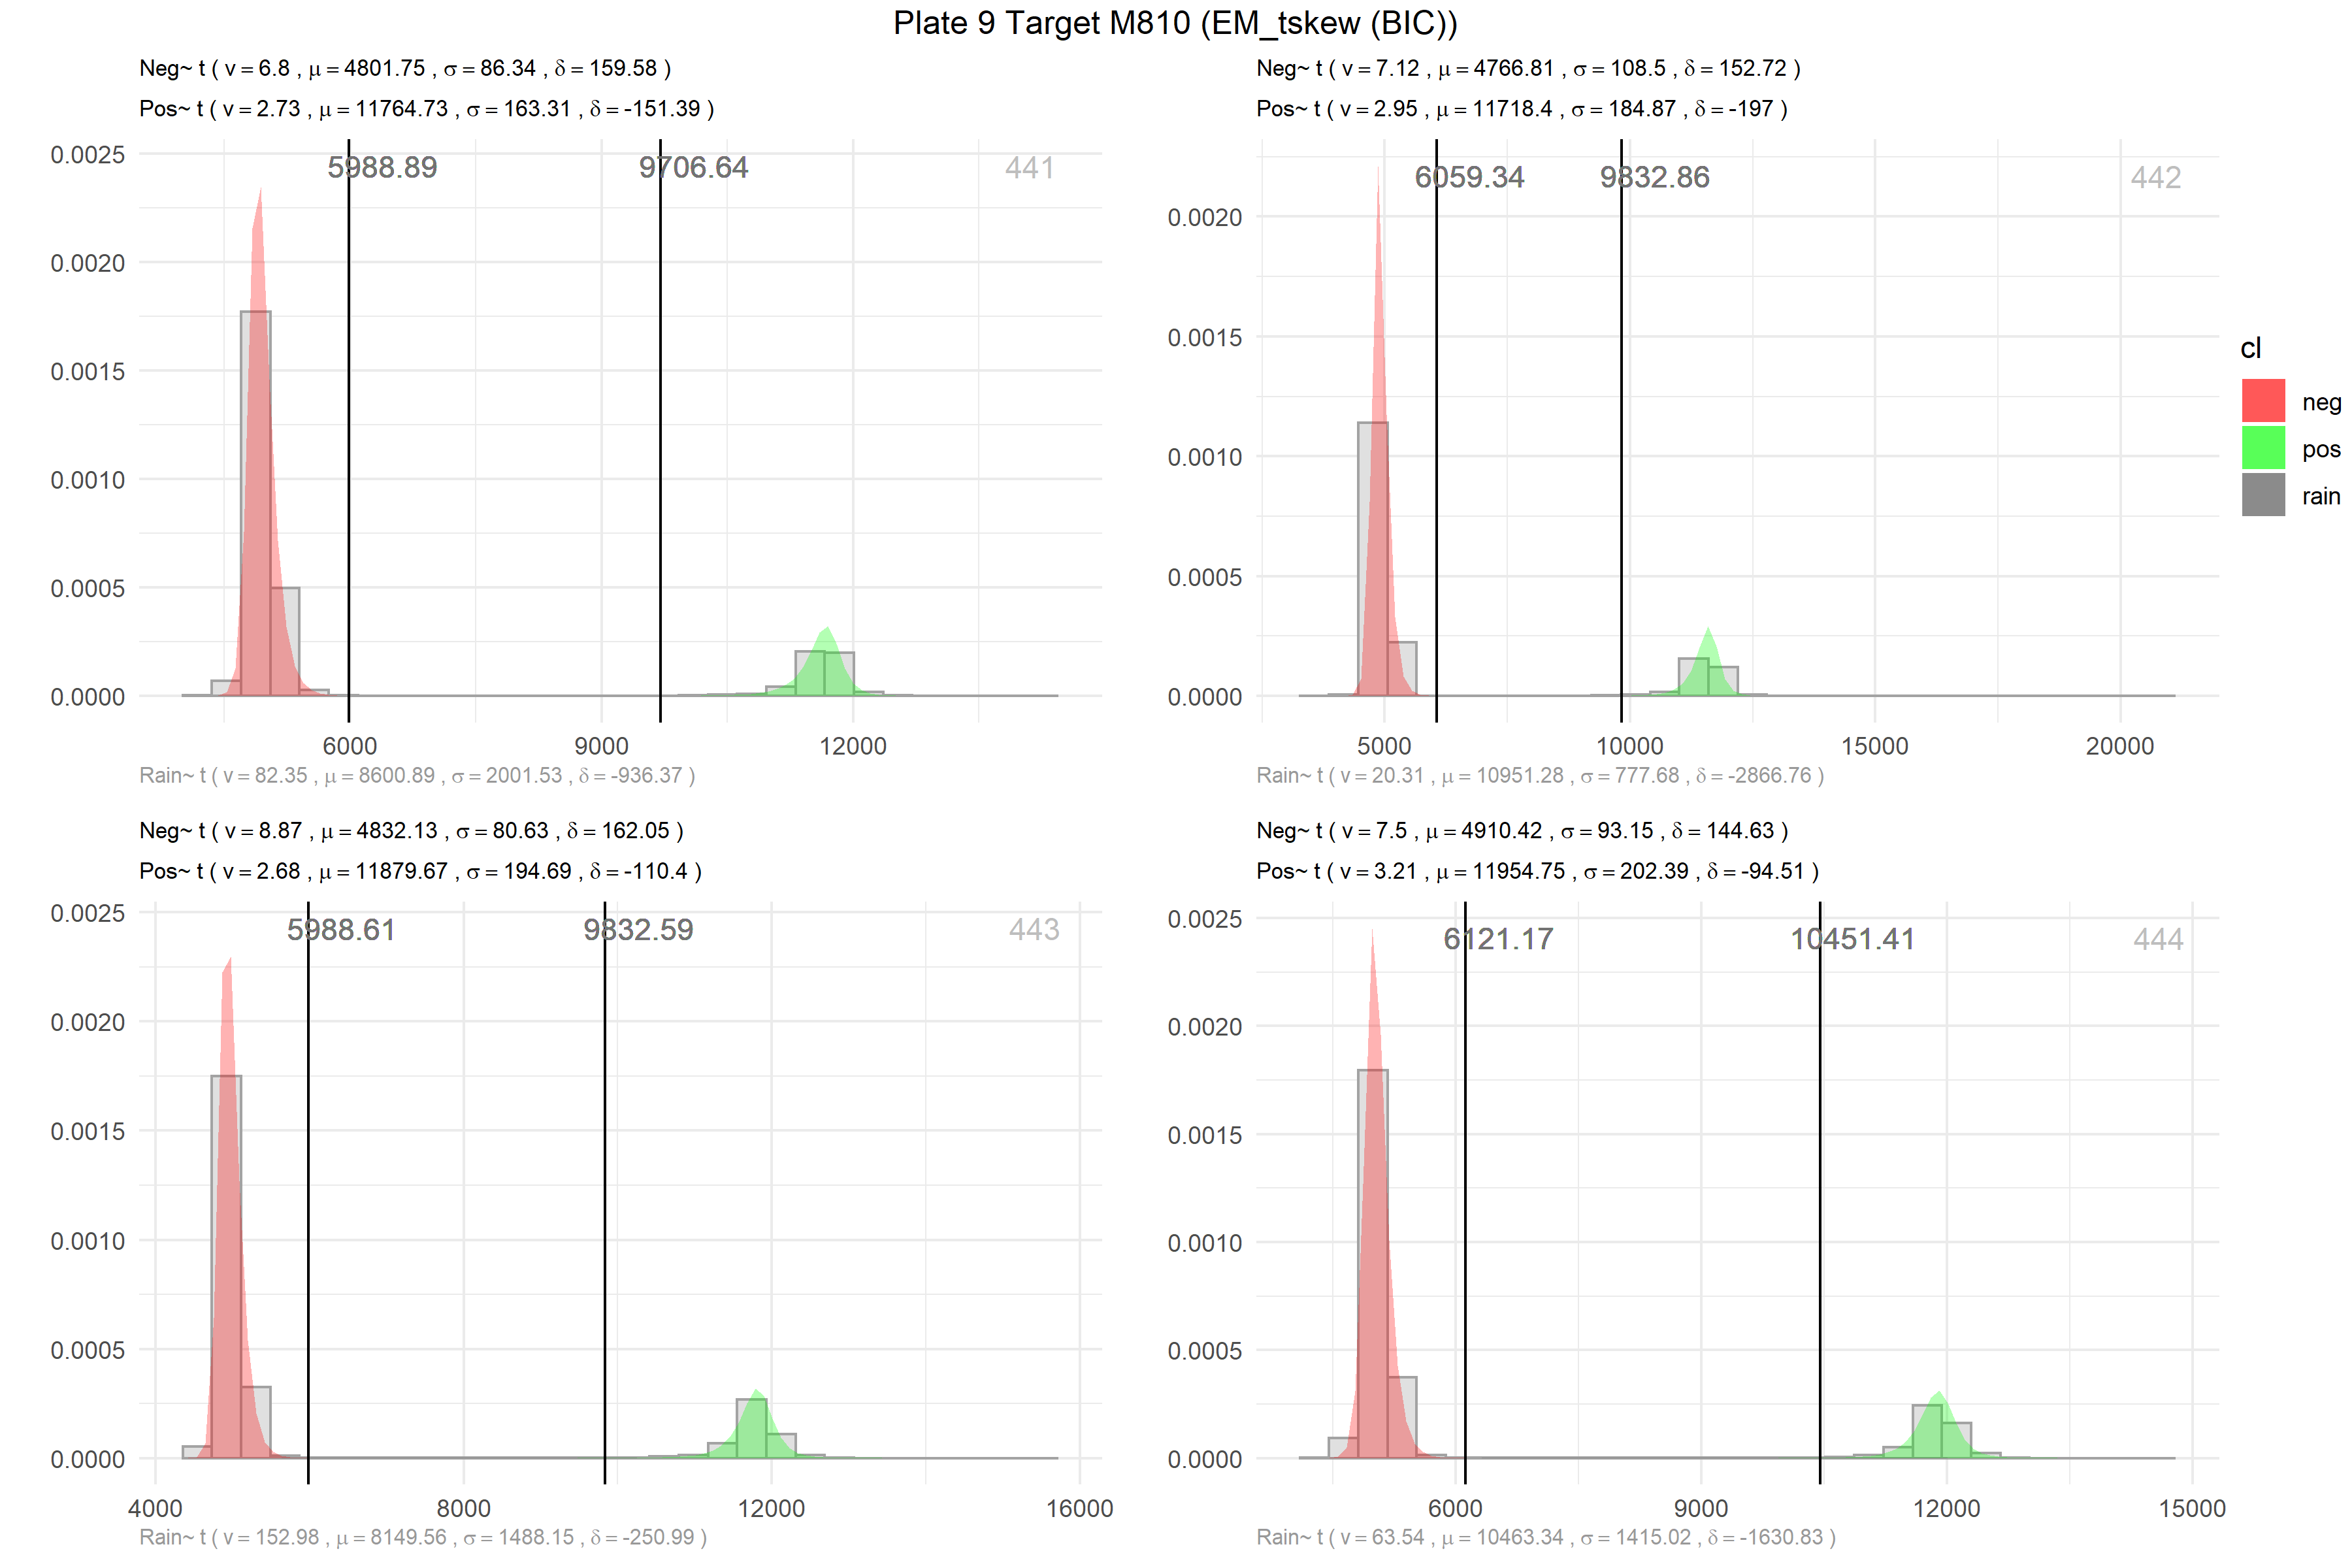 Plate 9 Target M810 (EM_tskew (BIC))
Neg~ t ( ν = 6.8 , μ = 4801.75 , σ = 86.34 , δ = 159.58 )
Pos~ t ( ν = 2.73 , μ = 11764.73 , σ = 163.31 , δ = -151.39 )
5988.89 9706.64 441
0.0025
0.0020
0.0015
0.0010
0.0005
0.0000
6000 9000 12000
Rain~ t ( ν = 82.35 , μ = 8600.89 , σ = 2001.53 , δ = -936.37 )
Neg~ t ( ν = 7.12 , μ = 4766.81 , σ = 108.5 , δ = 152.72 )
Pos~ t ( ν = 2.95 , μ = 11718.4 , σ = 184.87 , δ = -197 )
6059.34 9832.86 442
0.0020
0.0015
0.0010
0.0005
0.0000
5000 10000 15000 20000
Rain~ t ( ν = 20.31 , μ = 10951.28 , σ = 777.68 , δ = -2866.76 )
cl
neg
pos
rain
Neg~ t ( ν = 8.87 , μ = 4832.13 , σ = 80.63 , δ = 162.05 )
Pos~ t ( ν = 2.68 , μ = 11879.67 , σ = 194.69 , δ = -110.4 )
5988.61 9832.59 443
0.0025
0.0020
0.0015
0.0010
0.0005
0.0000
4000 8000 12000 16000
Rain~ t ( ν = 152.98 , μ = 8149.56 , σ = 1488.15 , δ = -250.99 )
Neg~ t ( ν = 7.5 , μ = 4910.42 , σ = 93.15 , δ = 144.63 )
Pos~ t ( ν = 3.21 , μ = 11954.75 , σ = 202.39 , δ = -94.51 )
6121.17 10451.41 444
0.0025
0.0020
0.0015
0.0010
0.0005
0.0000
6000 9000 12000 15000
Rain~ t ( ν = 63.54 , μ = 10463.34 , σ = 1415.02 , δ = -1630.83 )